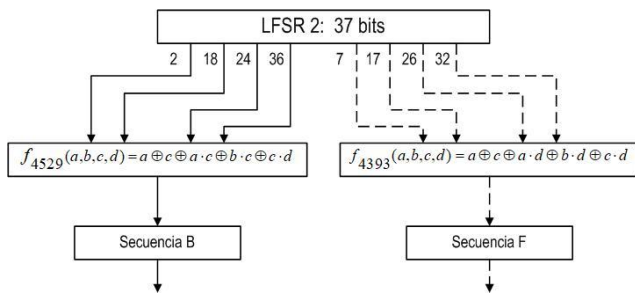 LFSR 2: 37 bits
2 18 24 36 7 17 26 32
f4529(a,b,c,d)=a⊕c⊕a·c⊕b·c⊕c·d
f4393(a,b,c,d)=a⊕c⊕a·d⊕b·d⊕c·d
Secuencia B
Secuencia F